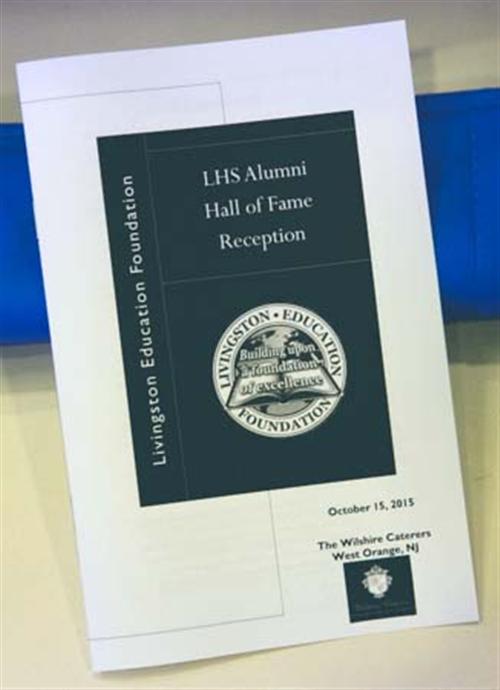 Livingston Education Foundation
LHS Alumni
Hall of Fame
Reception
LIVINGSTON • EDUCATION
Building upon
a foundation
of excellence
FOUNDATION
October 15, 2015
The Wilshire Caterers
West Orange, NJ